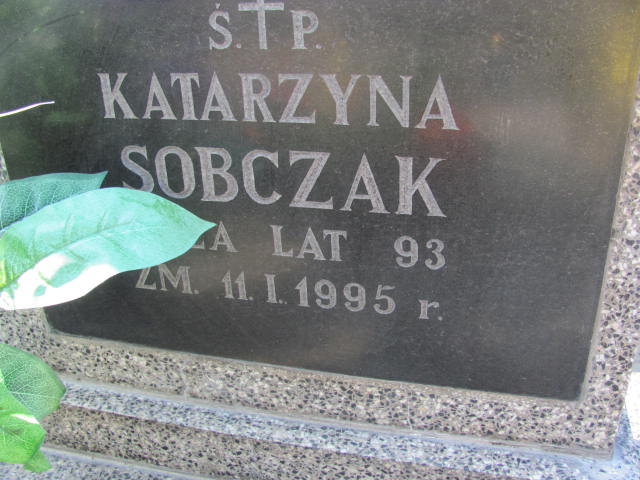 Ś.†P.
KATARZYNA
SOBCZAK
LAT 93
ZM. 11.I.1995 r.